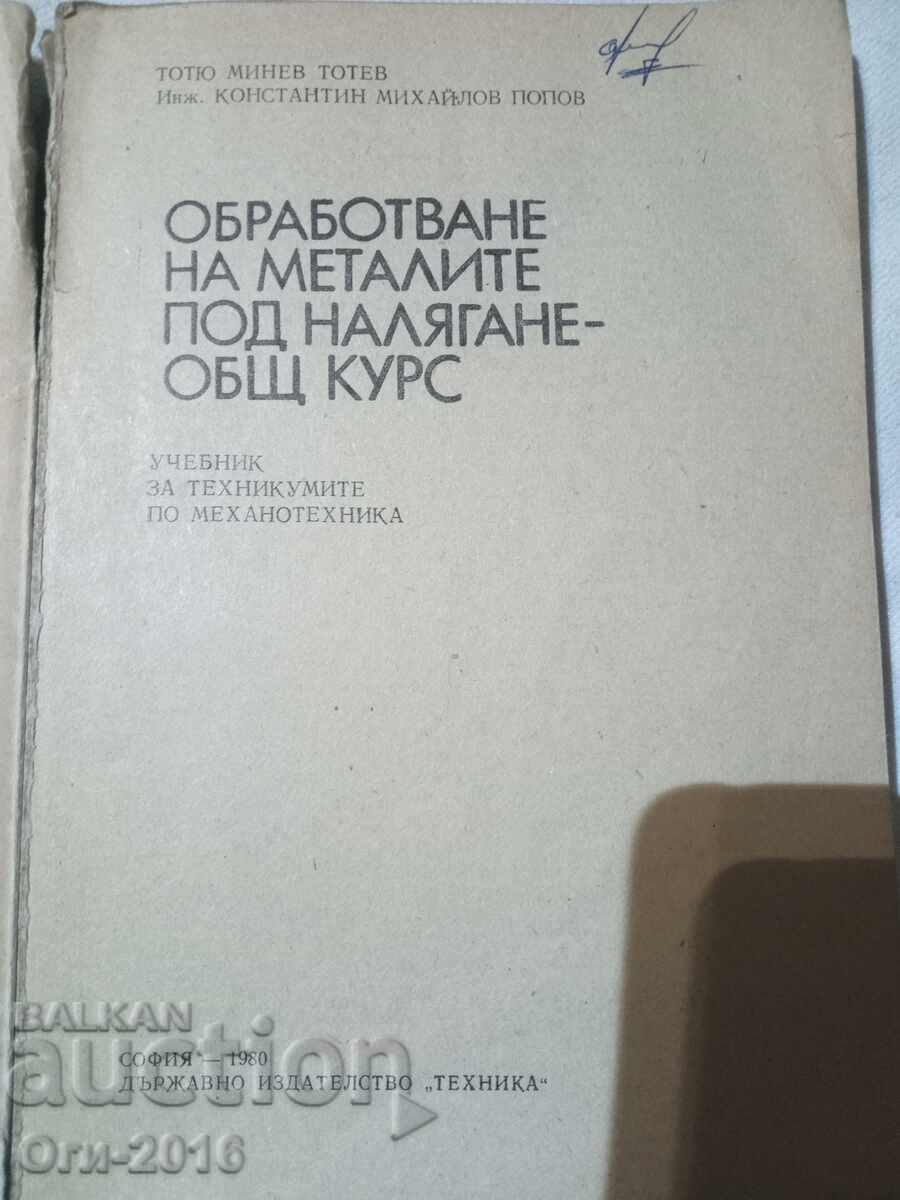 ТОТЮ МИНЕВ ТОТЕВ
Инж. КОНСТАНТИН МИХАЙЛОВ ПОПОВ
ОБРАБОТВАНЕ
НА МЕТАЛИТЕ
ПОД НАЛЯГАНЕ-
ОБЩ КУРС
УЧЕБНИК
ЗА ТЕХНИКУМИТЕ
ПО МЕХАНОТЕХНИКА
СОФИЯ — 1980
ДЪРЖАВНО ИЗДАТЕЛСТВО „ТЕХНИКА“
BALKAN
auction
Оги-2016